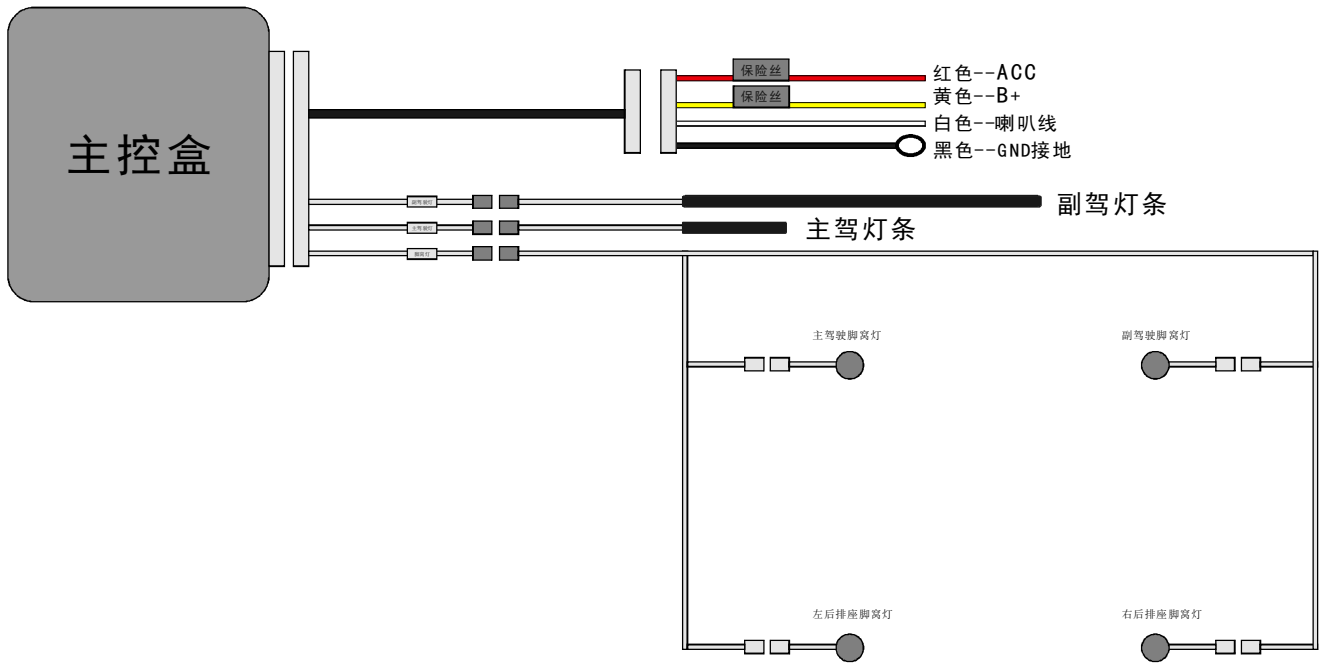 主控盒
保险丝
红色--ACC
保险丝
黄色--B+
白色--喇叭线
黑色--GND接地
副驾灯条
主驾灯条
主驾驶脚窝灯
副驾驶脚窝灯
左后排座脚窝灯
右后排座脚窝灯